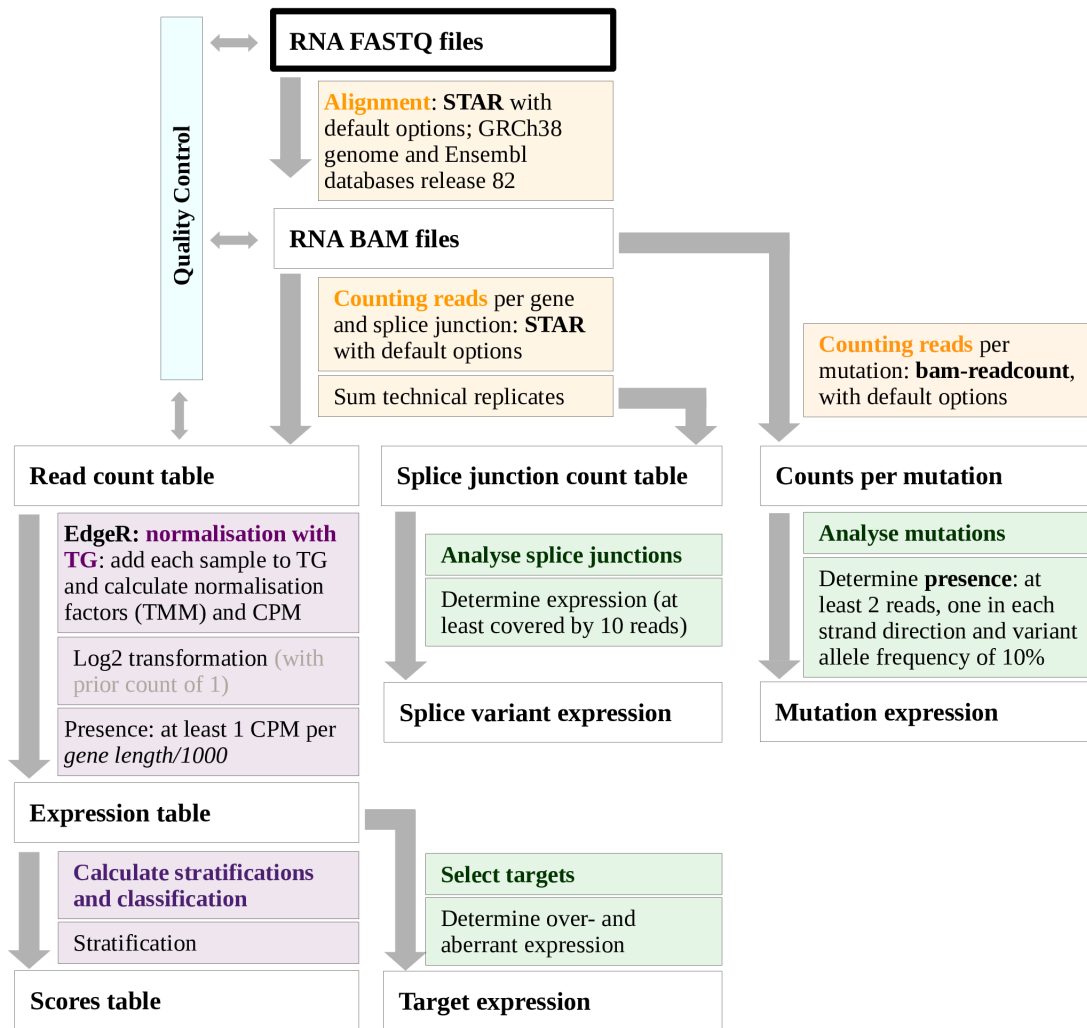 RNA FASTQ files
Quality Control
Alignment: STAR with
default options; GRCh38
genome and Ensembl
databases release 82
RNA BAM files
Counting reads per gene
and splice junction: STAR
with default options
Sum technical replicates
Counting reads per
mutation: bam-readcount,
with default options
Read count table
Splice junction count table
Counts per mutation
EdgeR: normalisation with
TG: add each sample to TG
and calculate normalisation
factors (TMM) and CPM
Log2 transformation (with
prior count of 1)
Presence: at least 1 CPM per
gene length/1000
Analyse splice junctions
Determine expression (at
least covered by 10 reads)
Analyse mutations
Determine presence: at
least 2 reads, one in each
strand direction and variant
allele frequency of 10%
Splice variant expression
Mutation expression
Expression table
Calculate stratifications
and classification
Stratification
Select targets
Determine over- and
aberrant expression
Scores table
Target expression